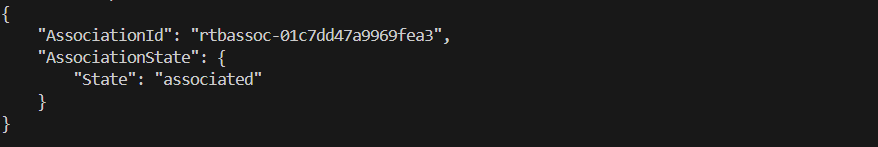 {
    "AssociationId": "rtbassoc-01c7dd47a9969fea3",
    "AssociationState": {
        "State": "associated"
    }
}